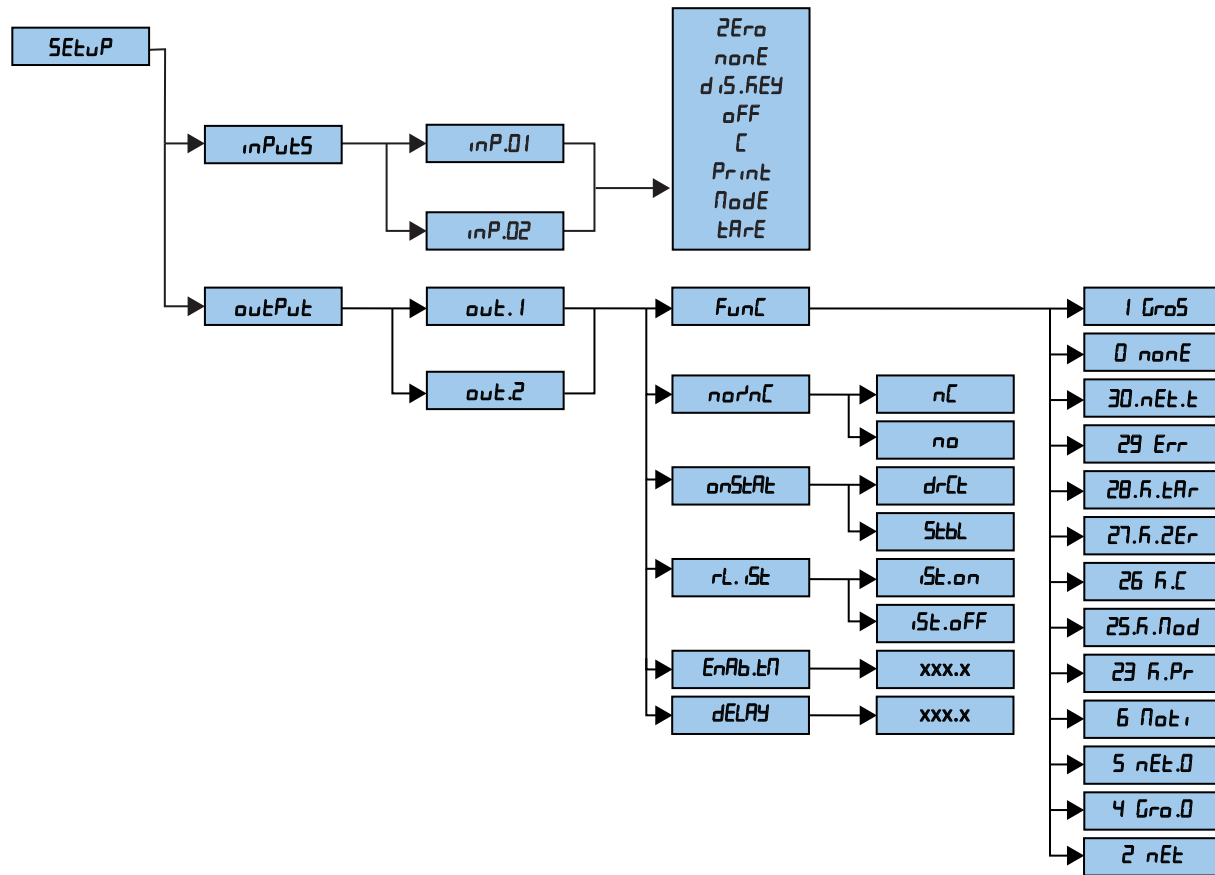 SEtuP
inPutS
inP.01
inP.02
ZEro
nonE
diS.KEY
oFF
C
Print
ModE
tArE
outPut
out.1
out.2
FunC
no/nC
nC
no
onStAt
drCt
StbL
rL.iSt
iSt.on
iSt.oFF
EnAb.tM
xxx.x
dELAY
xxx.x
1 GroS
0 nonE
30.nEt.t
29 Err
28.K.tAr
27.K.2Er
26 K.C
25.K.Mod
23 K.Pr
6 Moti
5 nEt.0
4 Gro.0
2 nEt